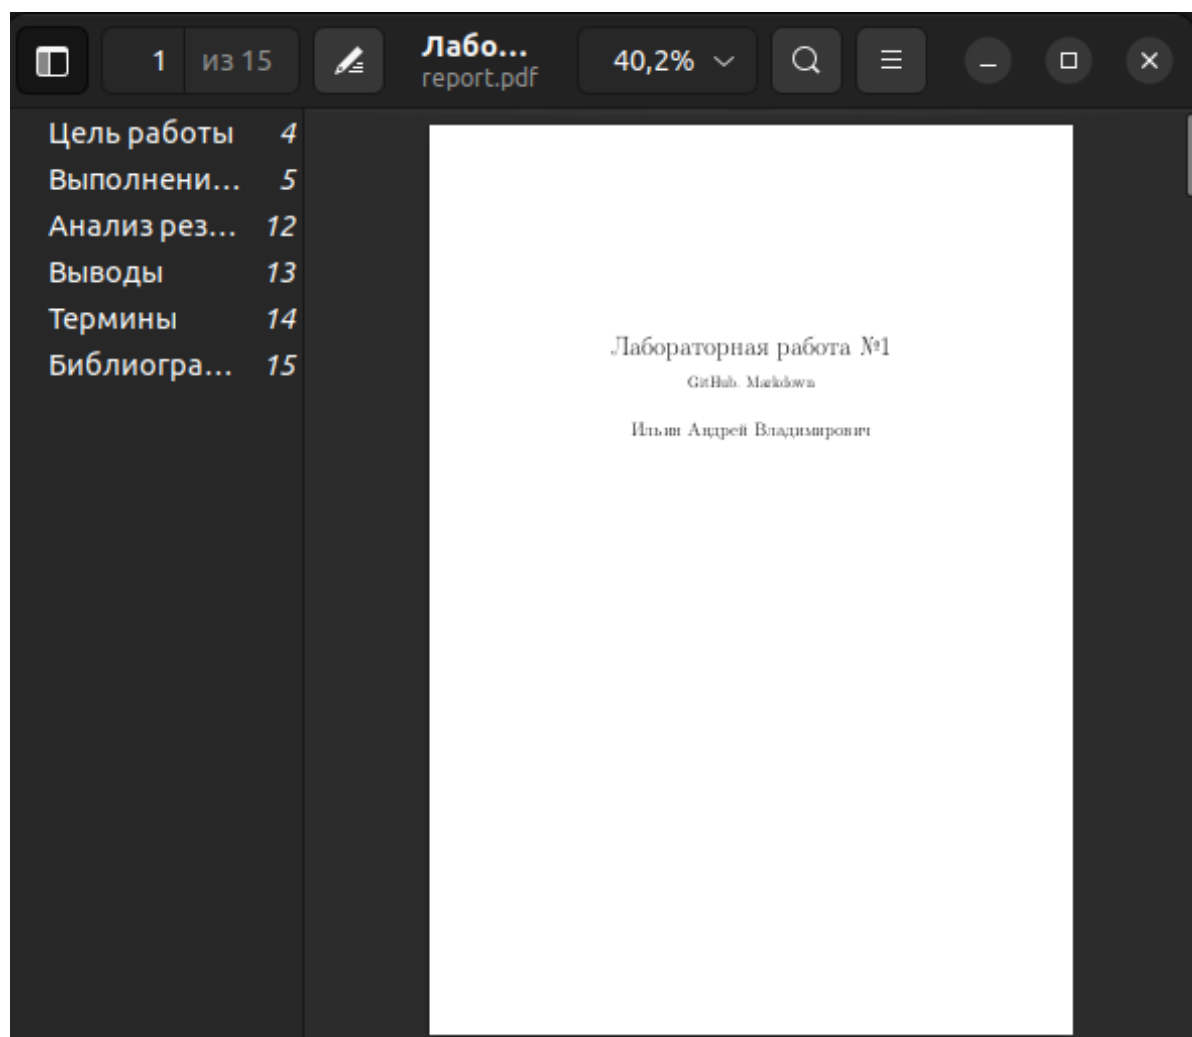 1 из 15
Лабо...
report.pdf
40,2%
Цель работы 4
Выполнени... 5
Анализ рез... 12
Выводы 13
Термины 14
Библиогра... 15
Лабораторная работа №1
GitHub. Markdown
Ильин Андрей Владимирович